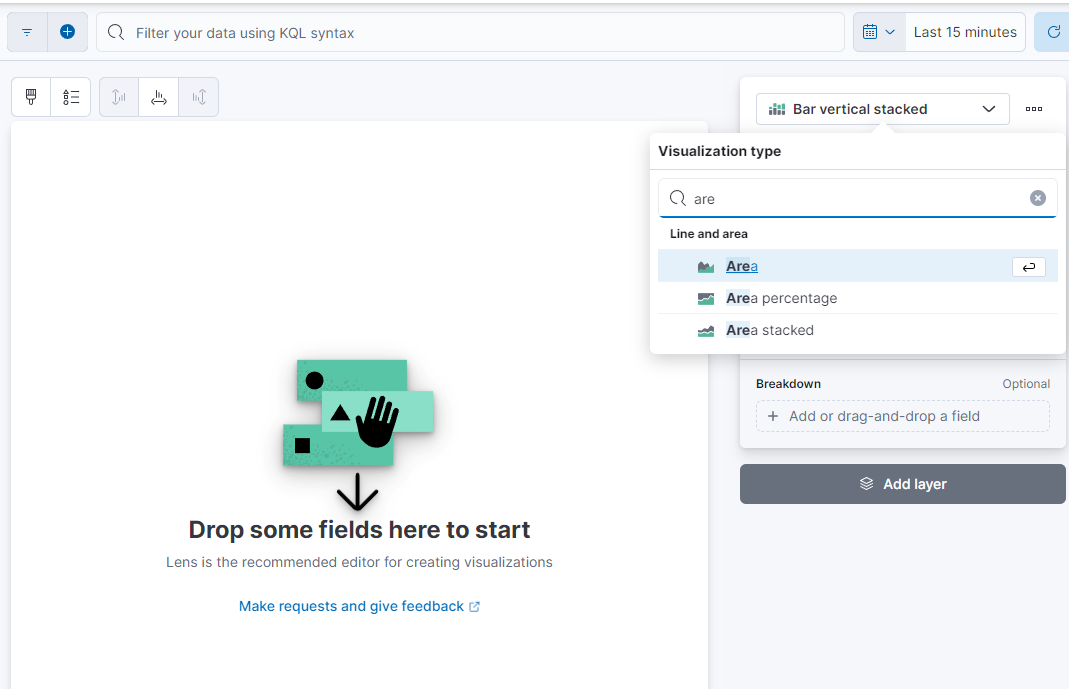 Filter your data using KQL syntax
Last 15 minutes
Bar vertical stacked
Visualization type
are
Line and area
Area
Area percentage
Area stacked
Breakdown
Optional
Add or drag-and-drop a field
Add layer
Drop some fields here to start
Lens is the recommended editor for creating visualizations
Make requests and give feedback